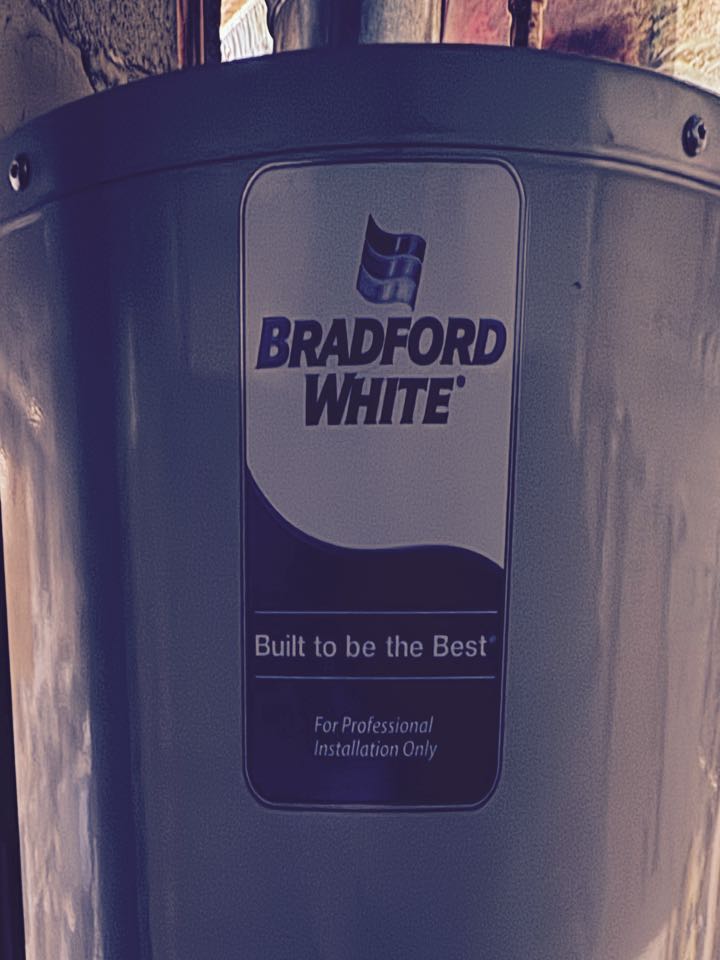 BRADFORD
WHITE®
Built to be the Best®
For Professional
Installation Only